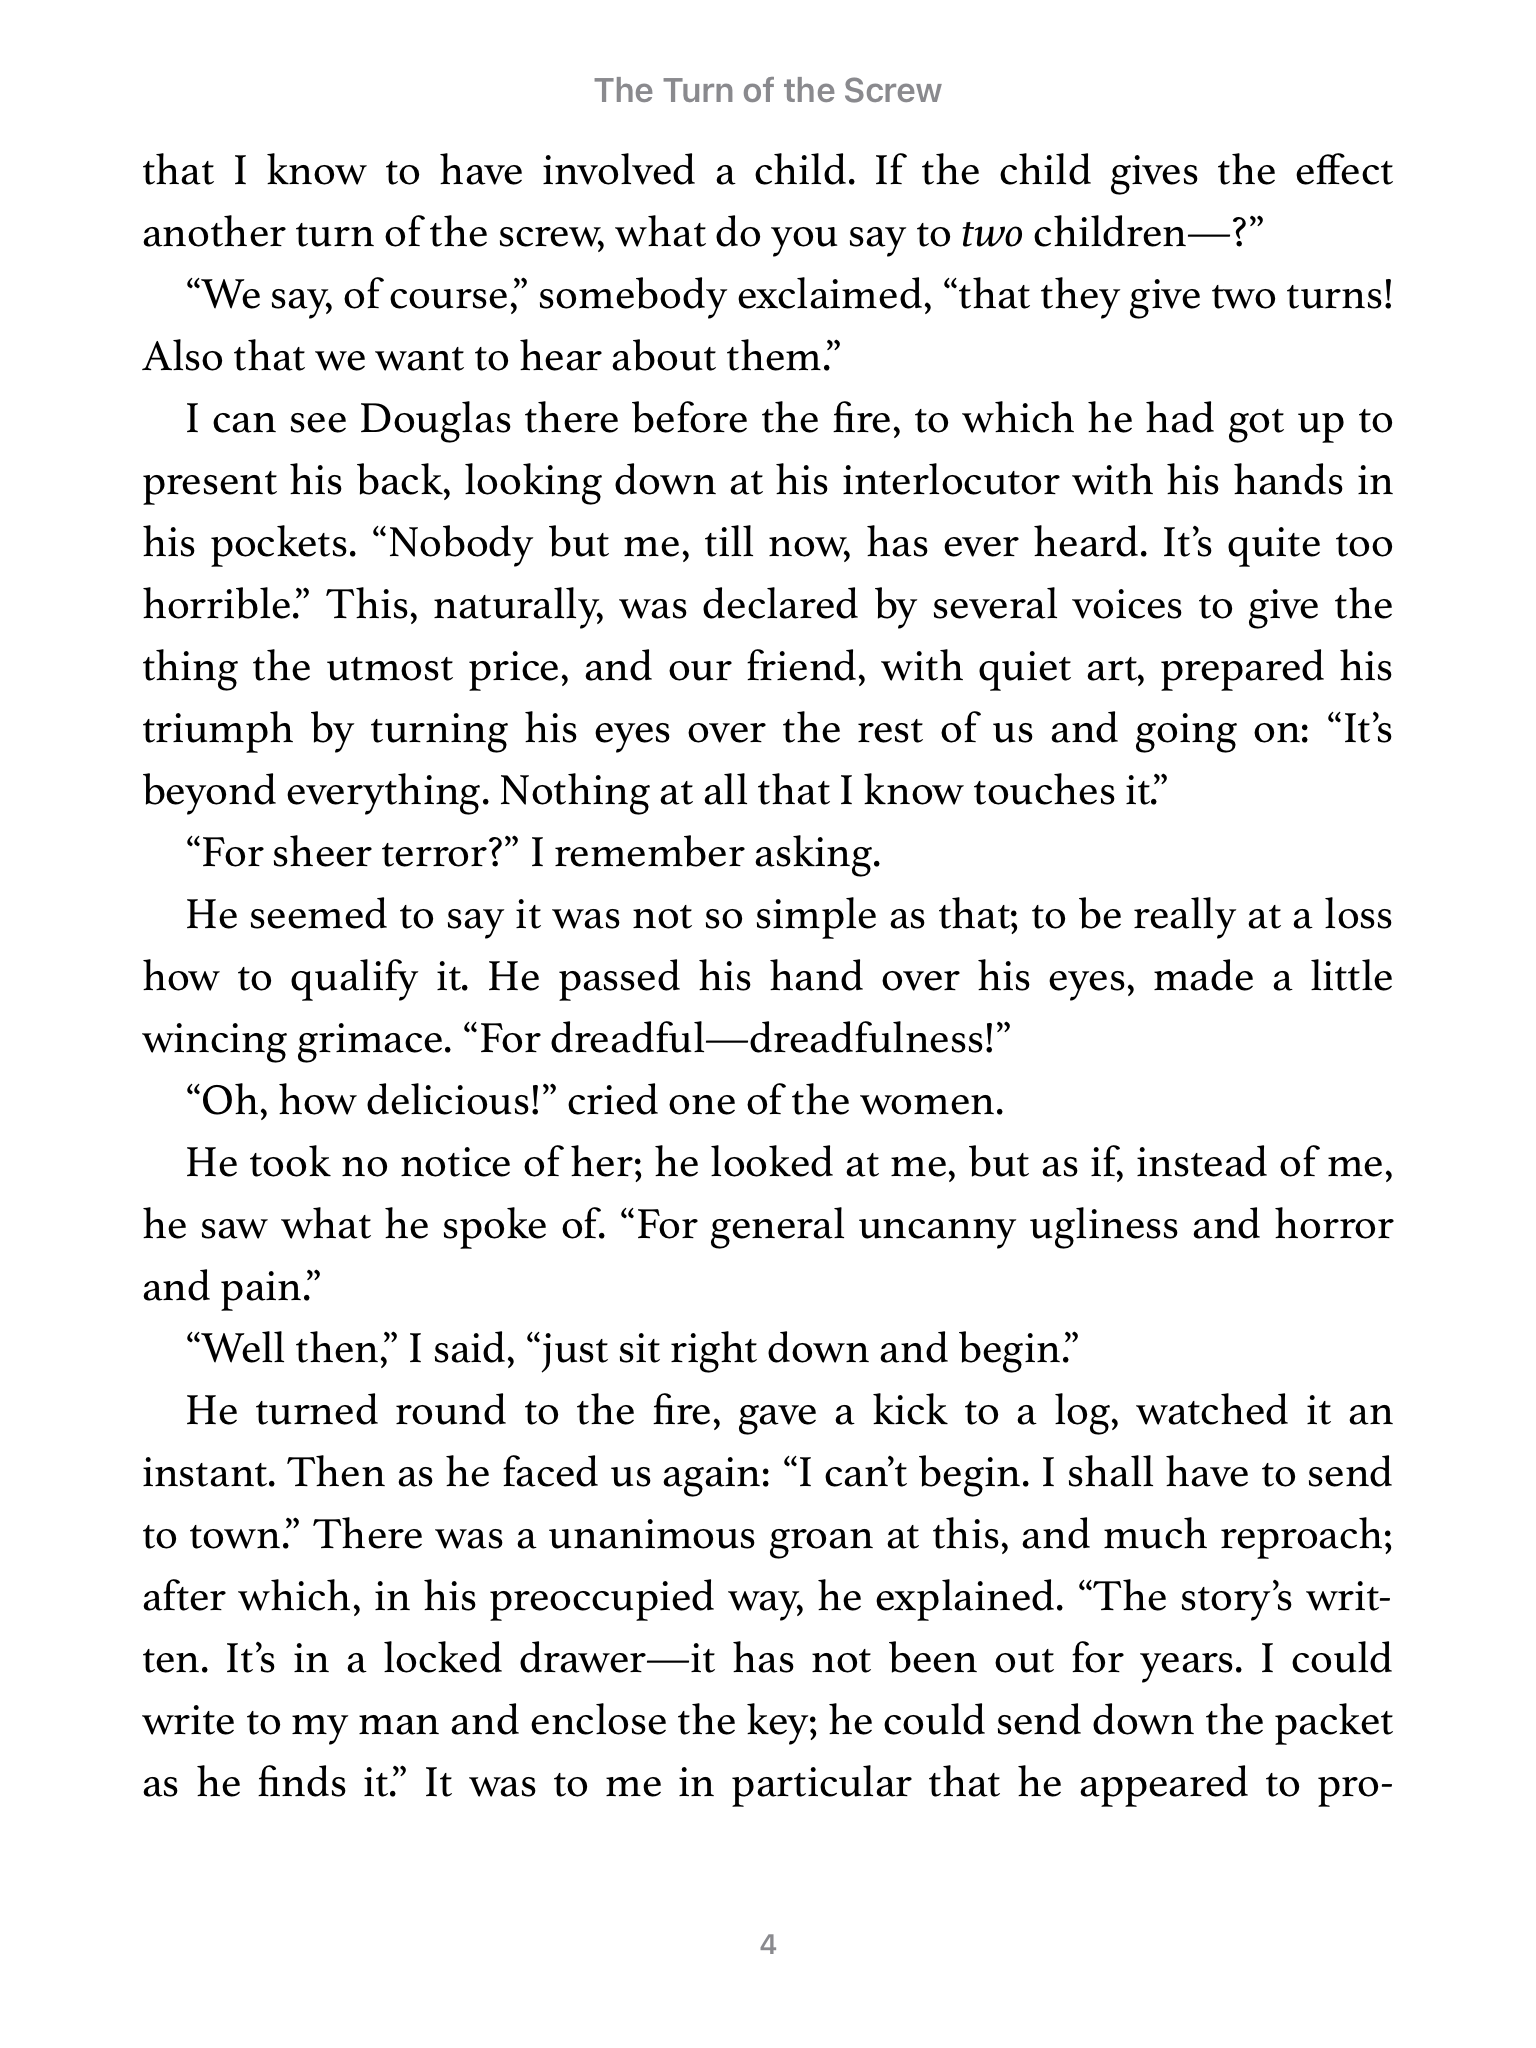 The Turn of the Screw
that I know to have involved a child. If the child gives the effect
another turn of the screw, what do you say to two children—?”
“We say, of course,” somebody exclaimed, “that they give two turns!
Also that we want to hear about them.”
I can see Douglas there before the fire, to which he had got up to
present his back, looking down at his interlocutor with his hands in
his pockets. “Nobody but me, till now, has ever heard. It’s quite too
horrible.” This, naturally, was declared by several voices to give the
thing the utmost price, and our friend, with quiet art, prepared his
triumph by turning his eyes over the rest of us and going on: “It’s
beyond everything. Nothing at all that I know touches it.”
“For sheer terror?” I remember asking.
He seemed to say it was not so simple as that; to be really at a loss
how to qualify it. He passed his hand over his eyes, made a little
wincing grimace. “For dreadful—dreadfulness!”
“Oh, how delicious!” cried one of the women.
He took no notice of her; he looked at me, but as if, instead of me,
he saw what he spoke of. “For general uncanny ugliness and horror
and pain.”
“Well then,” I said, “just sit right down and begin.”
He turned round to the fire, gave a kick to a log, watched it an
instant. Then as he faced us again: “I can’t begin. I shall have to send
to town.” There was a unanimous groan at this, and much reproach;
after which, in his preoccupied way, he explained. “The story’s writ-
ten. It’s in a locked drawer—it has not been out for years. I could
write to my man and enclose the key; he could send down the packet
as he finds it.” It was to me in particular that he appeared to pro-
4